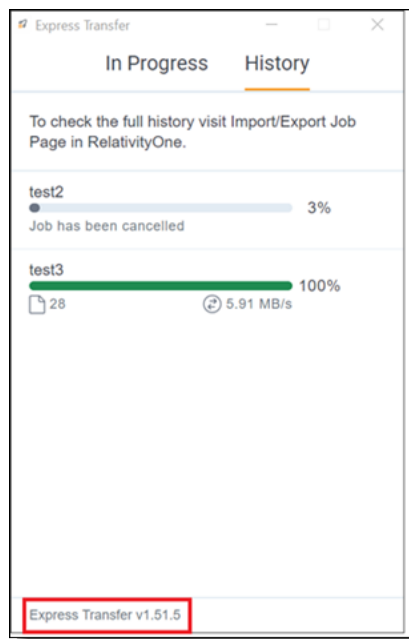 Express Transfer
In Progress History
To check the full history visit Import/Export Job
Page in RelativityOne.
test2
3%
Job has been cancelled
test3
100%
28 5.91 MB/s
Express Transfer v1.51.5